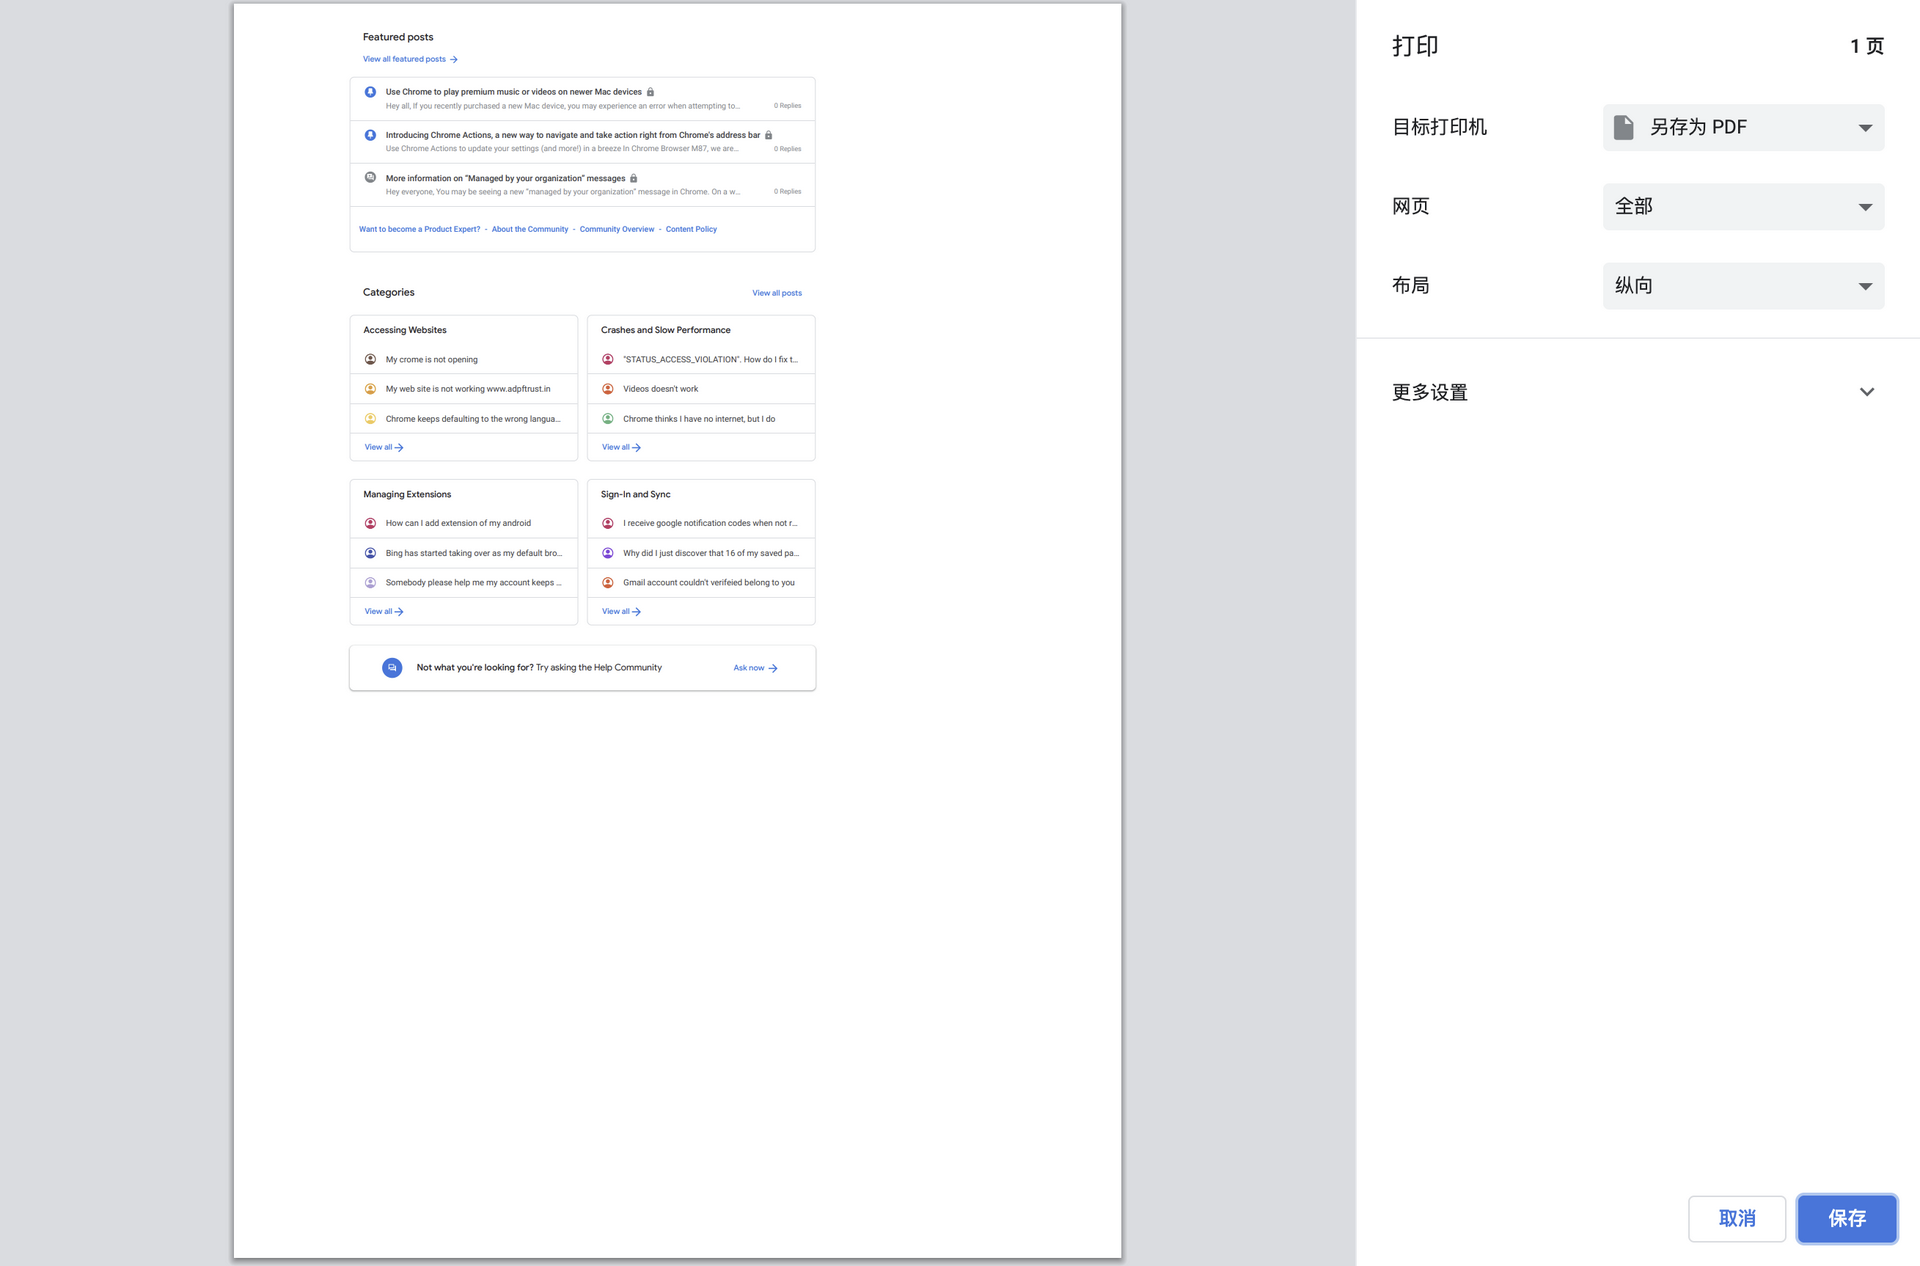 Featured posts
View all featured posts
Use Chrome to play premium music or videos on newer Mac devices
Hey all, If you recently purchased a new Mac device, you may experience an error when attempting to...
0 Replies
Introducing Chrome Actions, a new way to navigate and take action right from Chrome's address bar
Use Chrome Actions to update your settings (and more!) in a breeze In Chrome Browser M87, we are...
0 Replies
More information on "Managed by your organization" messages
Hey everyone, You may be seeing a new "managed by your organization" message in Chrome. On a w...
0 Replies
Want to become a Product Expert? - About the Community - Community Overview - Content Policy
Categories
View all posts
Accessing Websites
My crome is not opening
My web site is not working www.adpftrust.in
Chrome keeps defaulting to the wrong langua...
View all
Crashes and Slow Performance
"STATUS_ACCESS_VIOLATION". How do I fix t...
Videos doesn't work
Chrome thinks I have no internet, but I do
View all
Managing Extensions
How can I add extension of my android
Bing has started taking over as my default bro...
Somebody please help me my account keeps ...
View all
Sign-In and Sync
I receive google notification codes when not r...
Why did I just discover that 16 of my saved pa...
Gmail account couldn't verifeied belong to you
View all
Not what you're looking for? Try asking the Help Community
Ask now
打印
1 页
目标打印机
另存为 PDF
网页
全部
布局
纵向
更多设置
取消
保存